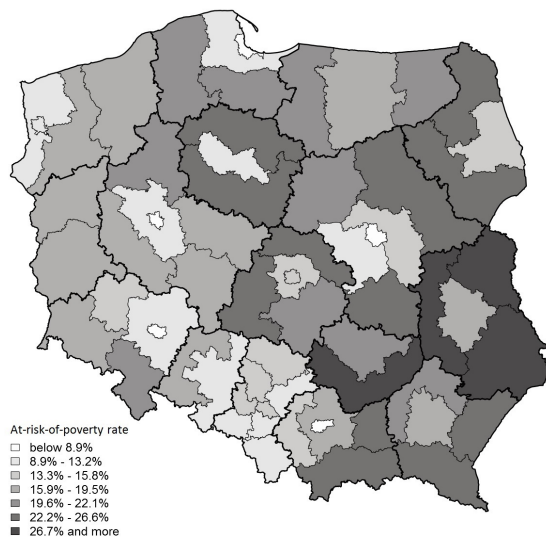 At-risk-of-poverty rate
below 8.9%
8.9% - 13.2%
13.3% - 15.8%
15.9% - 19.5%
19.6% - 22.1%
22.2% - 26.6%
26.7% and more